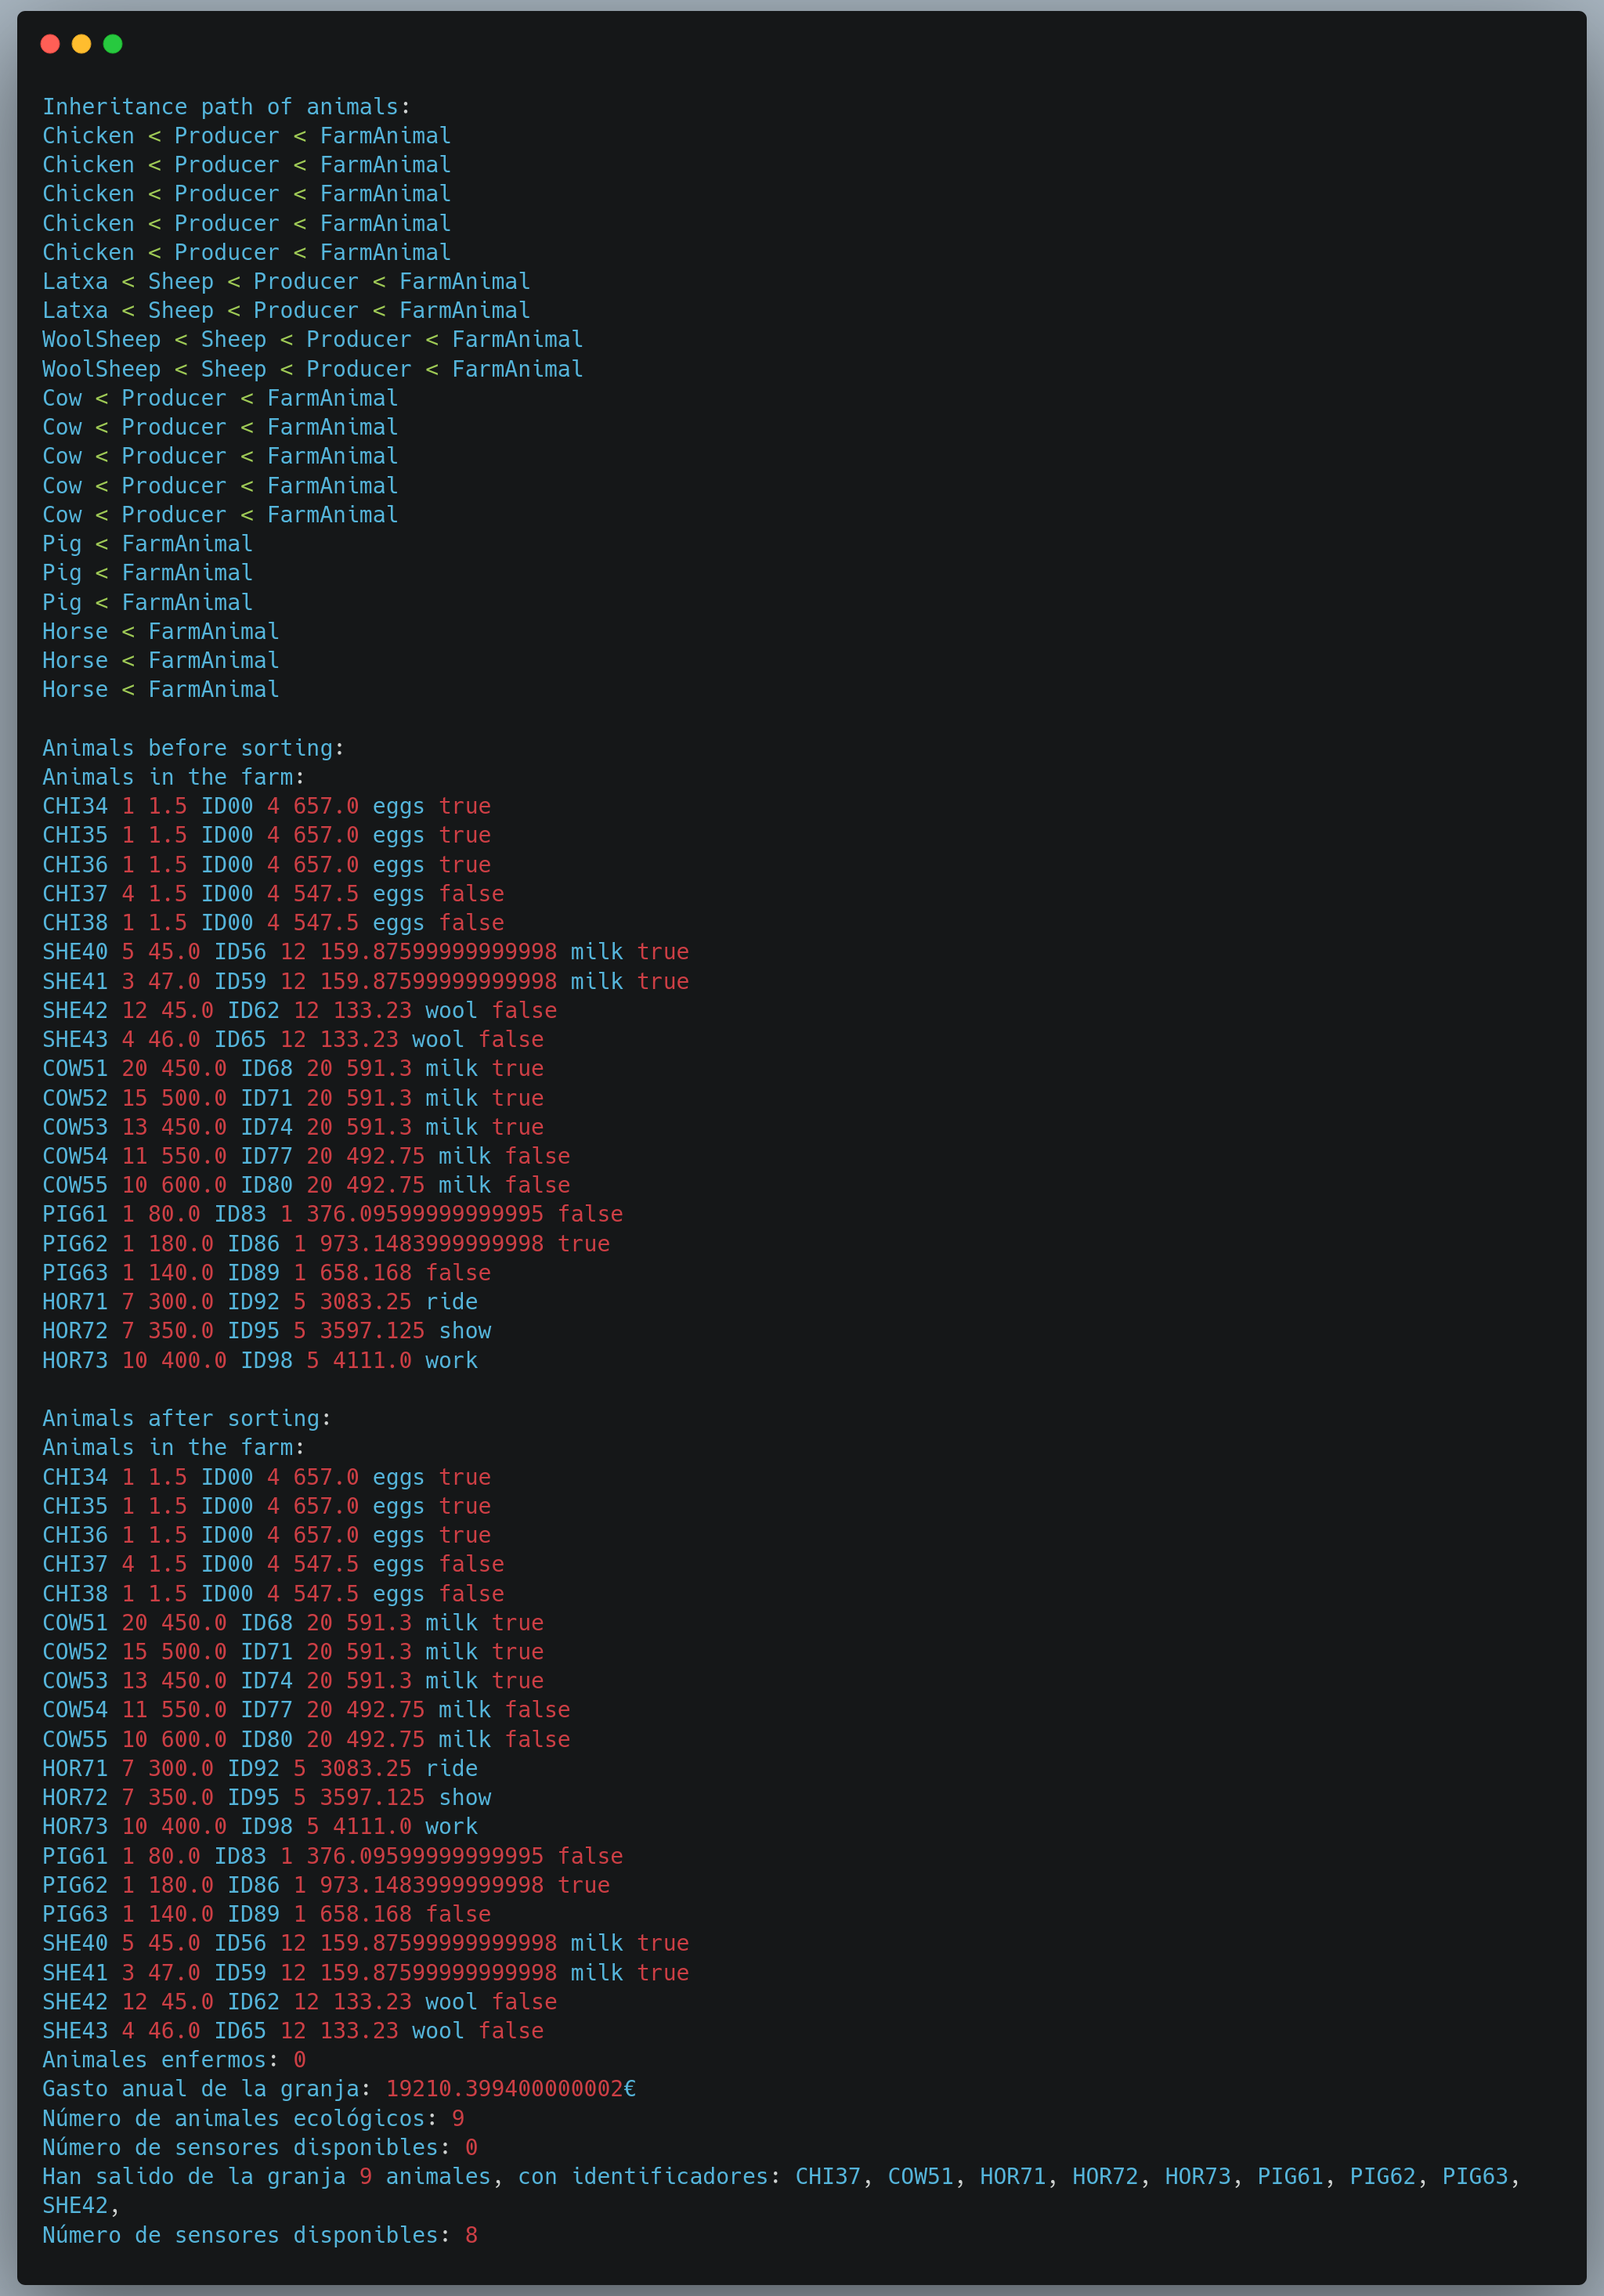 Inheritance path of animals:
Chicken < Producer < FarmAnimal
Chicken < Producer < FarmAnimal
Chicken < Producer < FarmAnimal
Chicken < Producer < FarmAnimal
Chicken < Producer < FarmAnimal
Latxa < Sheep < Producer < FarmAnimal
Latxa < Sheep < Producer < FarmAnimal
WoolSheep < Sheep < Producer < FarmAnimal
WoolSheep < Sheep < Producer < FarmAnimal
Cow < Producer < FarmAnimal
Cow < Producer < FarmAnimal
Cow < Producer < FarmAnimal
Cow < Producer < FarmAnimal
Cow < Producer < FarmAnimal
Pig < FarmAnimal
Pig < FarmAnimal
Pig < FarmAnimal
Horse < FarmAnimal
Horse < FarmAnimal
Horse < FarmAnimal

Animals before sorting:
Animals in the farm:
CHI34 1 1.5 ID00 4 657.0 eggs true
CHI35 1 1.5 ID00 4 657.0 eggs true
CHI36 1 1.5 ID00 4 657.0 eggs true
CHI37 4 1.5 ID00 4 547.5 eggs false
CHI38 1 1.5 ID00 4 547.5 eggs false
SHE40 5 45.0 ID56 12 159.87599999999998 milk true
SHE41 3 47.0 ID59 12 159.87599999999998 milk true
SHE42 12 45.0 ID62 12 133.23 wool false
SHE43 4 46.0 ID65 12 133.23 wool false
COW51 20 450.0 ID68 20 591.3 milk true
COW52 15 500.0 ID71 20 591.3 milk true
COW53 13 450.0 ID74 20 591.3 milk true
COW54 11 550.0 ID77 20 492.75 milk false
COW55 10 600.0 ID80 20 492.75 milk false
PIG61 1 80.0 ID83 1 376.09599999999995 false
PIG62 1 180.0 ID86 1 973.1483999999998 true
PIG63 1 140.0 ID89 1 658.168 false
HOR71 7 300.0 ID92 5 3083.25 ride
HOR72 7 350.0 ID95 5 3597.125 show
HOR73 10 400.0 ID98 5 4111.0 work

Animals after sorting:
Animals in the farm:
CHI34 1 1.5 ID00 4 657.0 eggs true
CHI35 1 1.5 ID00 4 657.0 eggs true
CHI36 1 1.5 ID00 4 657.0 eggs true
CHI37 4 1.5 ID00 4 547.5 eggs false
CHI38 1 1.5 ID00 4 547.5 eggs false
COW51 20 450.0 ID68 20 591.3 milk true
COW52 15 500.0 ID71 20 591.3 milk true
COW53 13 450.0 ID74 20 591.3 milk true
COW54 11 550.0 ID77 20 492.75 milk false
COW55 10 600.0 ID80 20 492.75 milk false
HOR71 7 300.0 ID92 5 3083.25 ride
HOR72 7 350.0 ID95 5 3597.125 show
HOR73 10 400.0 ID98 5 4111.0 work
PIG61 1 80.0 ID83 1 376.09599999999995 false
PIG62 1 180.0 ID86 1 973.1483999999998 true
PIG63 1 140.0 ID89 1 658.168 false
SHE40 5 45.0 ID56 12 159.87599999999998 milk true
SHE41 3 47.0 ID59 12 159.87599999999998 milk true
SHE42 12 45.0 ID62 12 133.23 wool false
SHE43 4 46.0 ID65 12 133.23 wool false
Animales enfermos: 0
Gasto anual de la granja: 19210.399400000002€
Número de animales ecológicos: 9
Número de sensores disponibles: 0
Han salido de la granja 9 animales, con identificadores: CHI37, COW51, HOR71, HOR72, HOR73, PIG61, PIG62, PIG63,
SHE42,
Número de sensores disponibles: 8